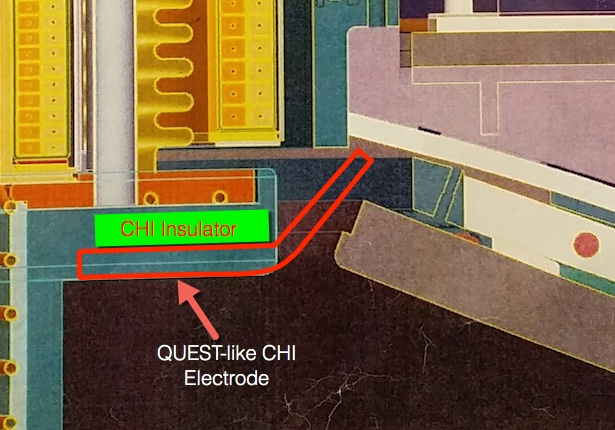 CHI Insulator
QUEST-like CHI
Electrode